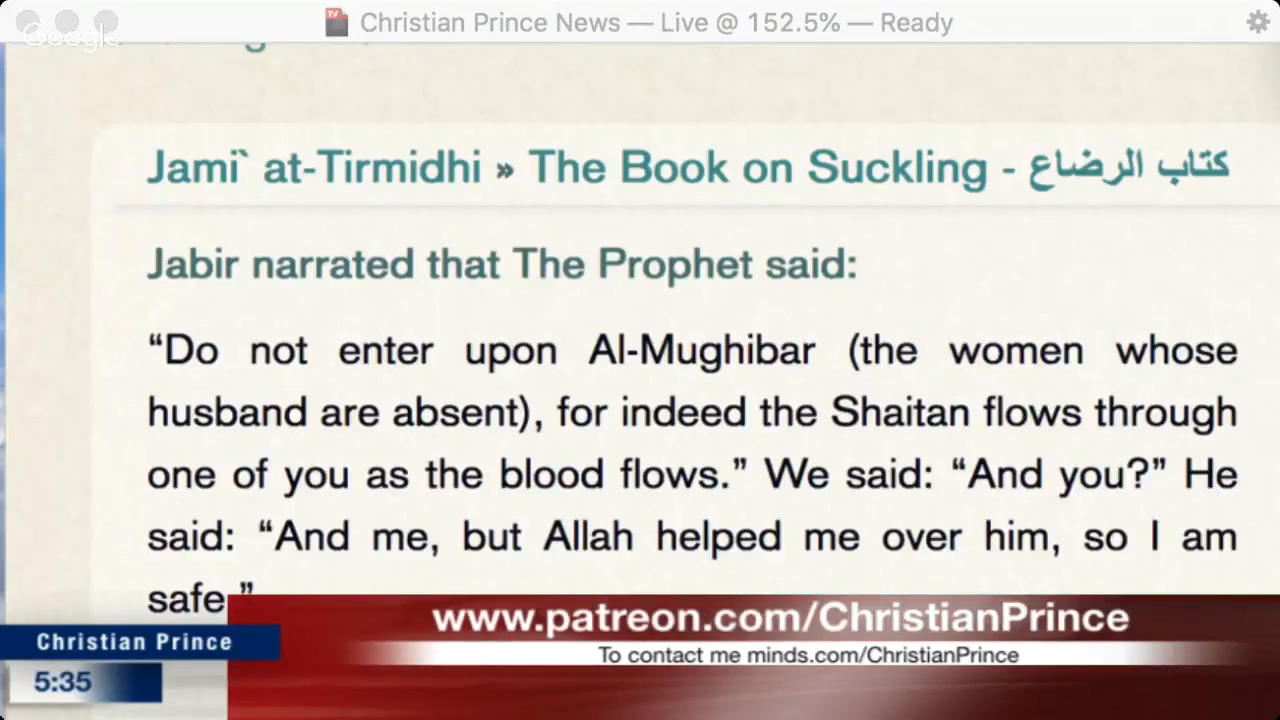 Christian Prince News — Live @ 152.5% — Ready
Google
Jami` at-Tirmidhi » The Book on Suckling - كتاب الرضاع
Jabir narrated that The Prophet said:
“Do not enter upon Al-Mughibar (the women whose
husband are absent), for indeed the Shaitan flows through
one of you as the blood flows.” We said: “And you?” He
said: “And me, but Allah helped me over him, so I am
safe.”
www.patreon.com/ChristianPrince
To contact me minds.com/ChristianPrince
Christian Prince
5:35